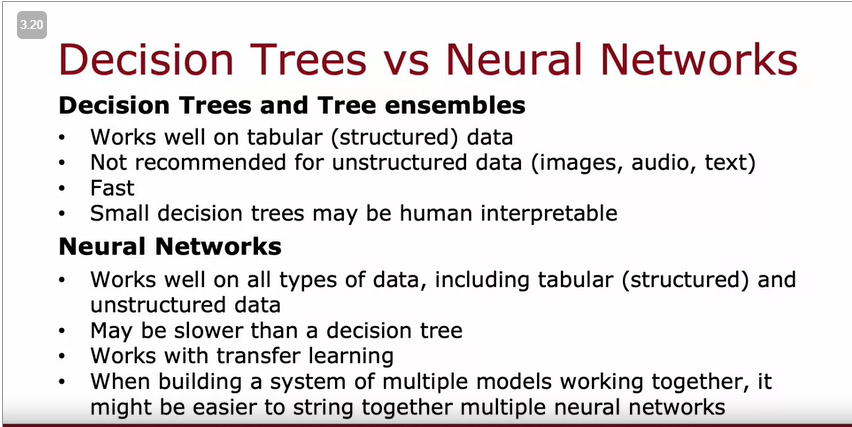 3.20
Decision Trees vs Neural Networks
Decision Trees and Tree ensembles
• Works well on tabular (structured) data
• Not recommended for unstructured data (images, audio, text)
• Fast
• Small decision trees may be human interpretable
Neural Networks
• Works well on all types of data, including tabular (structured) and
unstructured data
• May be slower than a decision tree
• Works with transfer learning
• When building a system of multiple models working together, it
might be easier to string together multiple neural networks